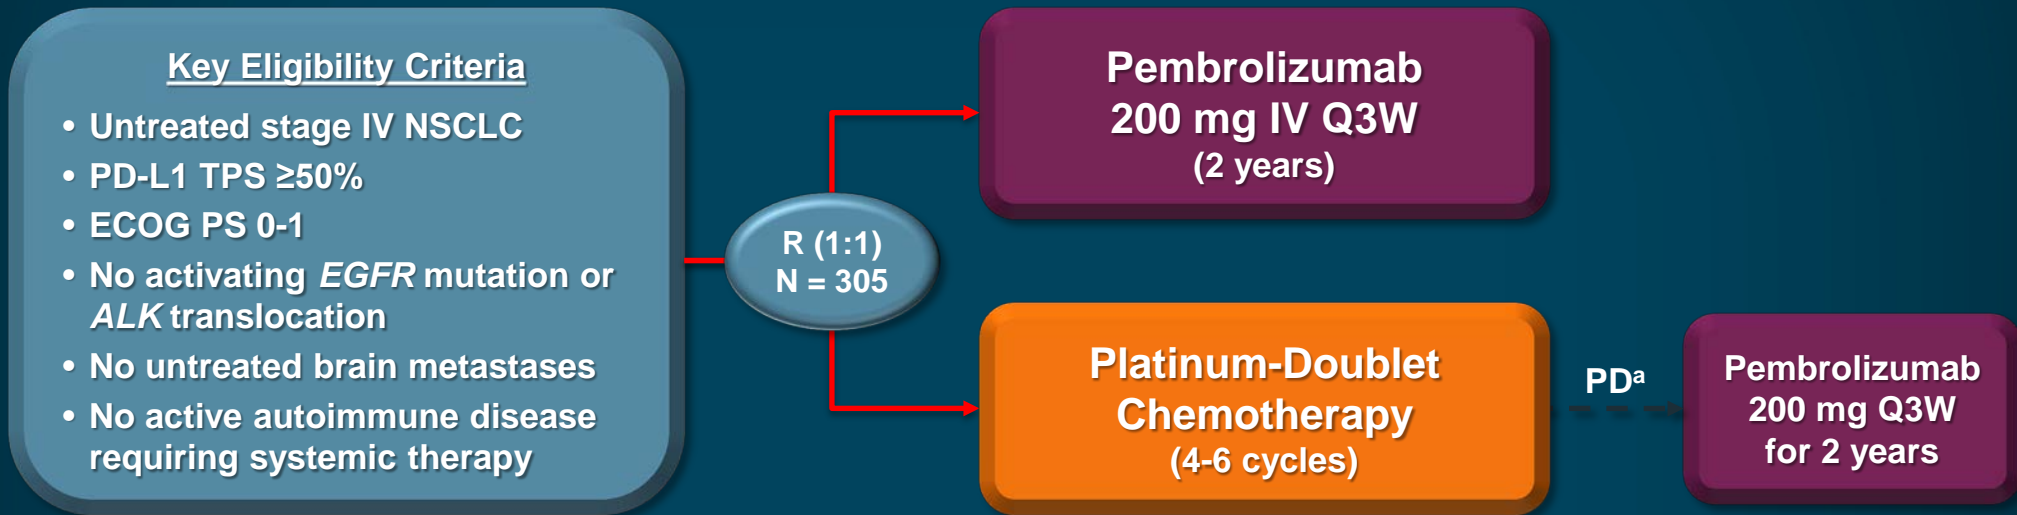 Key Eligibility Criteria
• Untreated stage IV NSCLC
• PD-L1 TPS ≥50%
• ECOG PS 0-1
• No activating EGFR mutation or
ALK translocation
• No untreated brain metastases
• No active autoimmune disease
requiring systemic therapy
R (1:1)
N = 305
Pembrolizumab
200 mg IV Q3W
(2 years)
Platinum-Doublet
Chemotherapy
(4-6 cycles)
PDᵃ
Pembrolizumab
200 mg Q3W
for 2 years